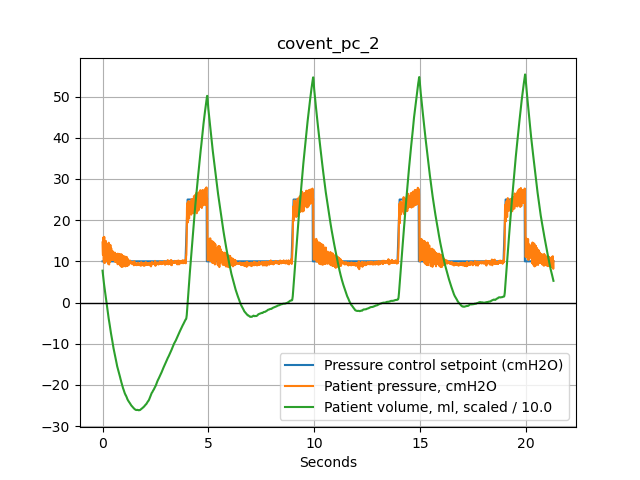 covent_pc_2
50
40
30
20
10
0
−10
−20
−30
Pressure control setpoint (cmH2O)
Patient pressure, cmH2O
Patient volume, ml, scaled / 10.0
0 5 10 15 20
Seconds